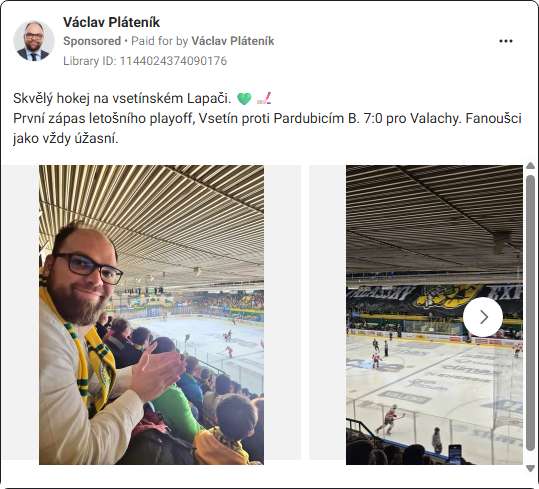 Václav Pláteník
Sponsored • Paid for by Václav Pláteník
Library ID: 1144024374090176
Skvělý hokej na vsetínském Lapači. 💚 🏒
První zápas letošního playoff, Vsetín proti Pardubicím B. 7:0 pro Valachy. Fanoušci
jako vždy úžasní.